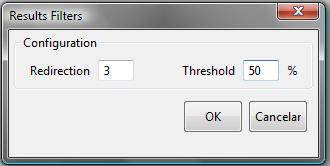 Results Filters
Configuration
Redirection 3 Threshold 50 %
OK Cancelar